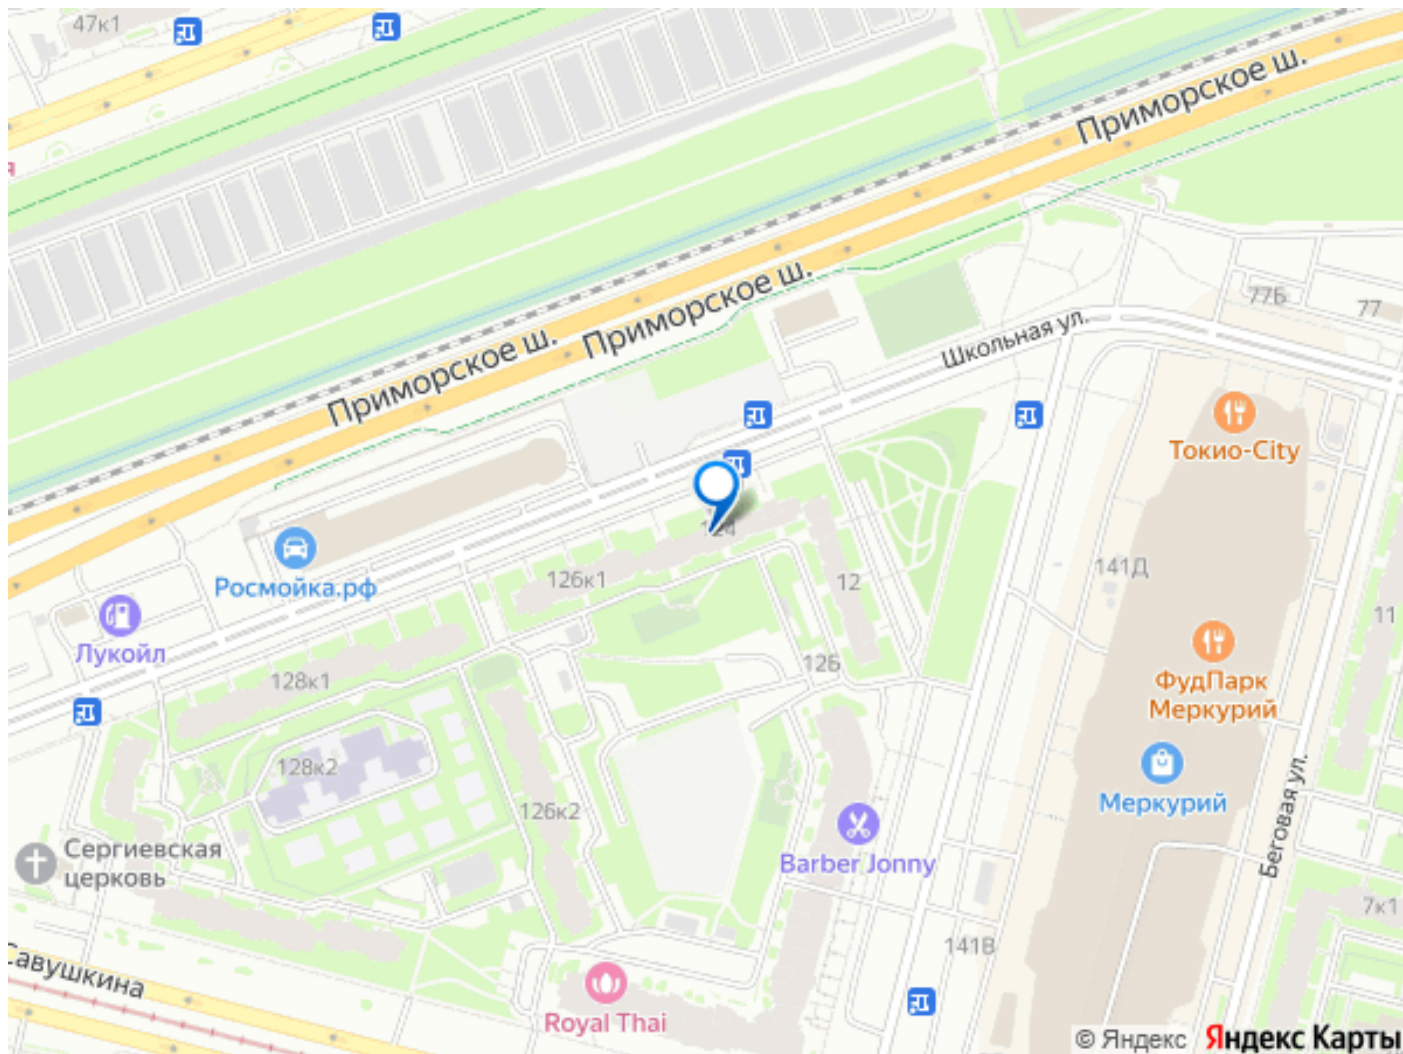 47к1
Приморское ш.
Приморское ш.
Приморское ш.
77Б
77
Школьная ул.
Токио-City
124
126к1
12
141Д
Росмойка.рф
Лукойл
11
126
128к1
ФудПарк
Меркурий
128к2
126к2
Меркурий
Barber Jonny
Беговая ул.
Сергиевская
церковь
7к1
141В
Савушкина
Royal Thai
© Яндекс Яндекс Карты